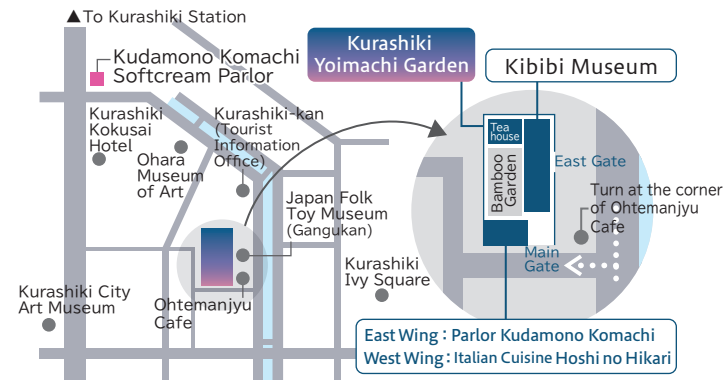 ▲To Kurashiki Station
Kudamono Komachi
Softcream Parlor
Kurashiki
Yoimachi Garden
Kibibi Museum
Kurashiki
Kokusai
Hotel
Ohara
Museum
of Art
Kurashiki-kan
(Tourist
Information
Office)
Japan Folk
Toy Museum
(Gangukan)
Kurashiki City
Art Museum
Ohtemanjyu
Cafe
Kurashiki
Ivy Square
Tea
house
Bamboo
Garden
East Gate
Turn at the corner
of Ohtemanjyu
Cafe
Main
Gate
East Wing : Parlor Kudamono Komachi
West Wing : Italian Cuisine Hoshi no Hikari